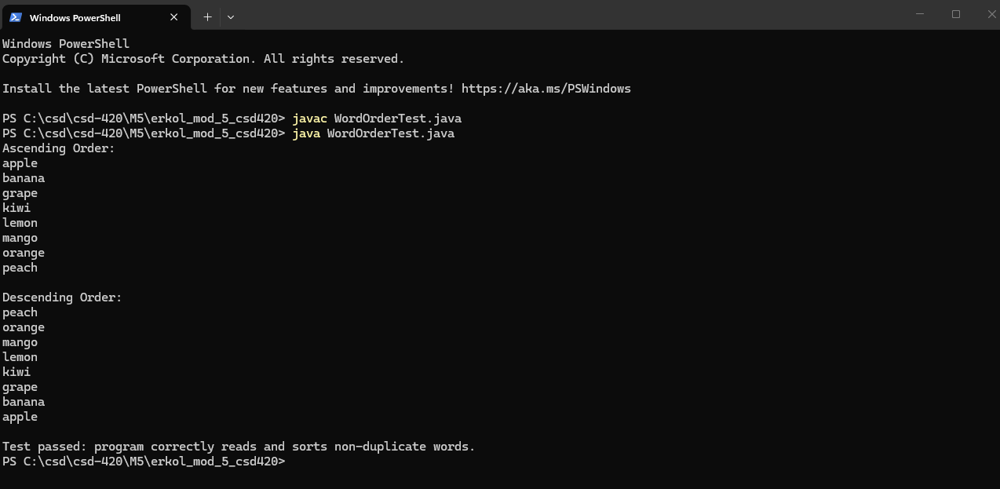 Windows PowerShell
Windows PowerShell
Copyright (C) Microsoft Corporation. All rights reserved.
Install the latest PowerShell for new features and improvements! https://aka.ms/PSWindows
PS C:\csd\csd-420\M5\erkol_mod_5_csd420> javac WordOrderTest.java
PS C:\csd\csd-420\M5\erkol_mod_5_csd420> java WordOrderTest.java
Ascending Order:
apple
banana
grape
kiwi
lemon
mango
orange
peach
Descending Order:
peach
orange
mango
lemon
kiwi
grape
banana
apple
Test passed: program correctly reads and sorts non-duplicate words.
PS C:\csd\csd-420\M5\erkol_mod_5_csd420>